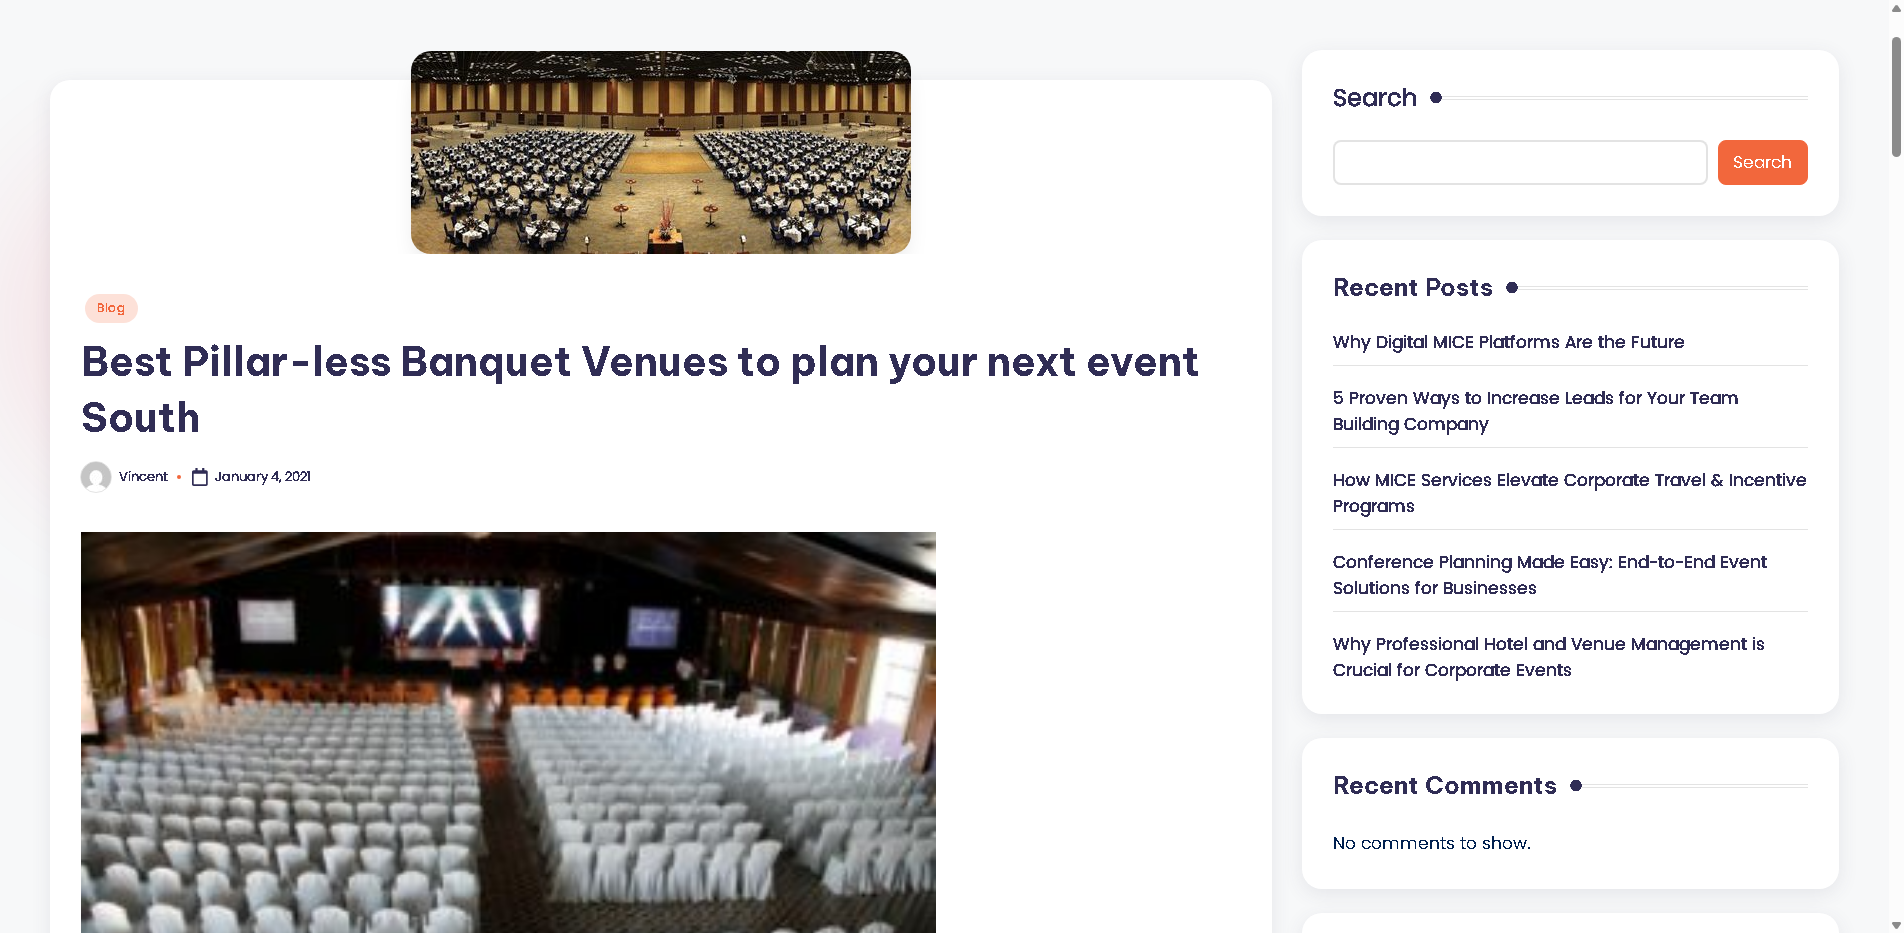 Blog
Best Pillar-less Banquet Venues to plan your next event
South
Vincent • January 4, 2021
Search
Search
Recent Posts
Why Digital MICE Platforms Are the Future
5 Proven Ways to Increase Leads for Your Team
Building Company
How MICE Services Elevate Corporate Travel & Incentive
Programs
Conference Planning Made Easy: End-to-End Event
Solutions for Businesses
Why Professional Hotel and Venue Management is
Crucial for Corporate Events
Recent Comments
No comments to show.